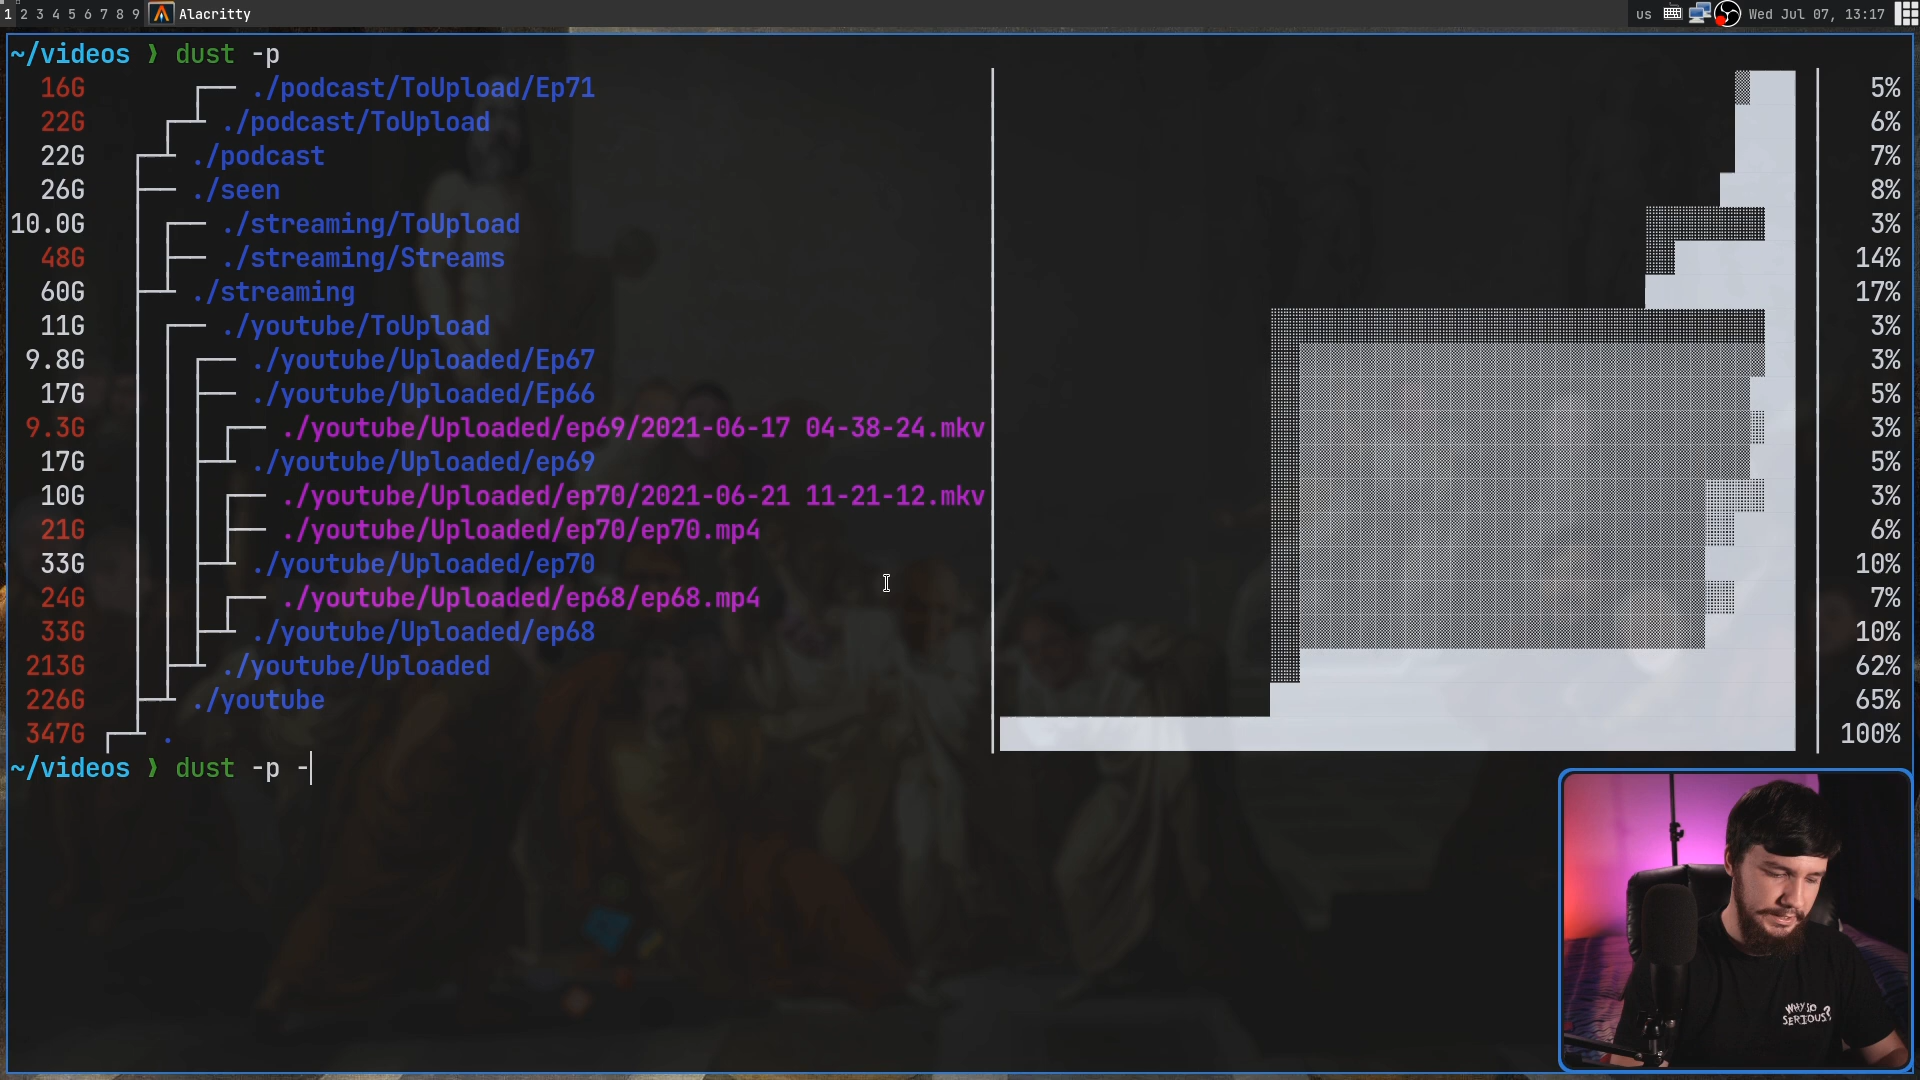 1 2 3 4 5 6 7 8 9 Alacritty us Wed Jul 07, 13:17
~/videos ❯ dust -p
16G ./podcast/ToUpload/Ep71 5%
22G ./podcast/ToUpload 6%
22G ./podcast 7%
26G ./seen 8%
10.0G ./streaming/ToUpload 3%
48G ./streaming/Streams 14%
60G ./streaming 17%
11G ./youtube/ToUpload 3%
9.8G ./youtube/Uploaded/Ep67 3%
17G ./youtube/Uploaded/Ep66 5%
9.3G ./youtube/Uploaded/ep69/2021-06-17 04-38-24.mkv 3%
17G ./youtube/Uploaded/ep69 5%
10G ./youtube/Uploaded/ep70/2021-06-21 11-21-12.mkv 3%
21G ./youtube/Uploaded/ep70/ep70.mp4 6%
33G ./youtube/Uploaded/ep70 10%
24G ./youtube/Uploaded/ep68/ep68.mp4 7%
33G ./youtube/Uploaded/ep68 10%
213G ./youtube/Uploaded 62%
226G ./youtube 65%
347G . 100%
~/videos ❯ dust -p -
WHY SO
SERIOUS?